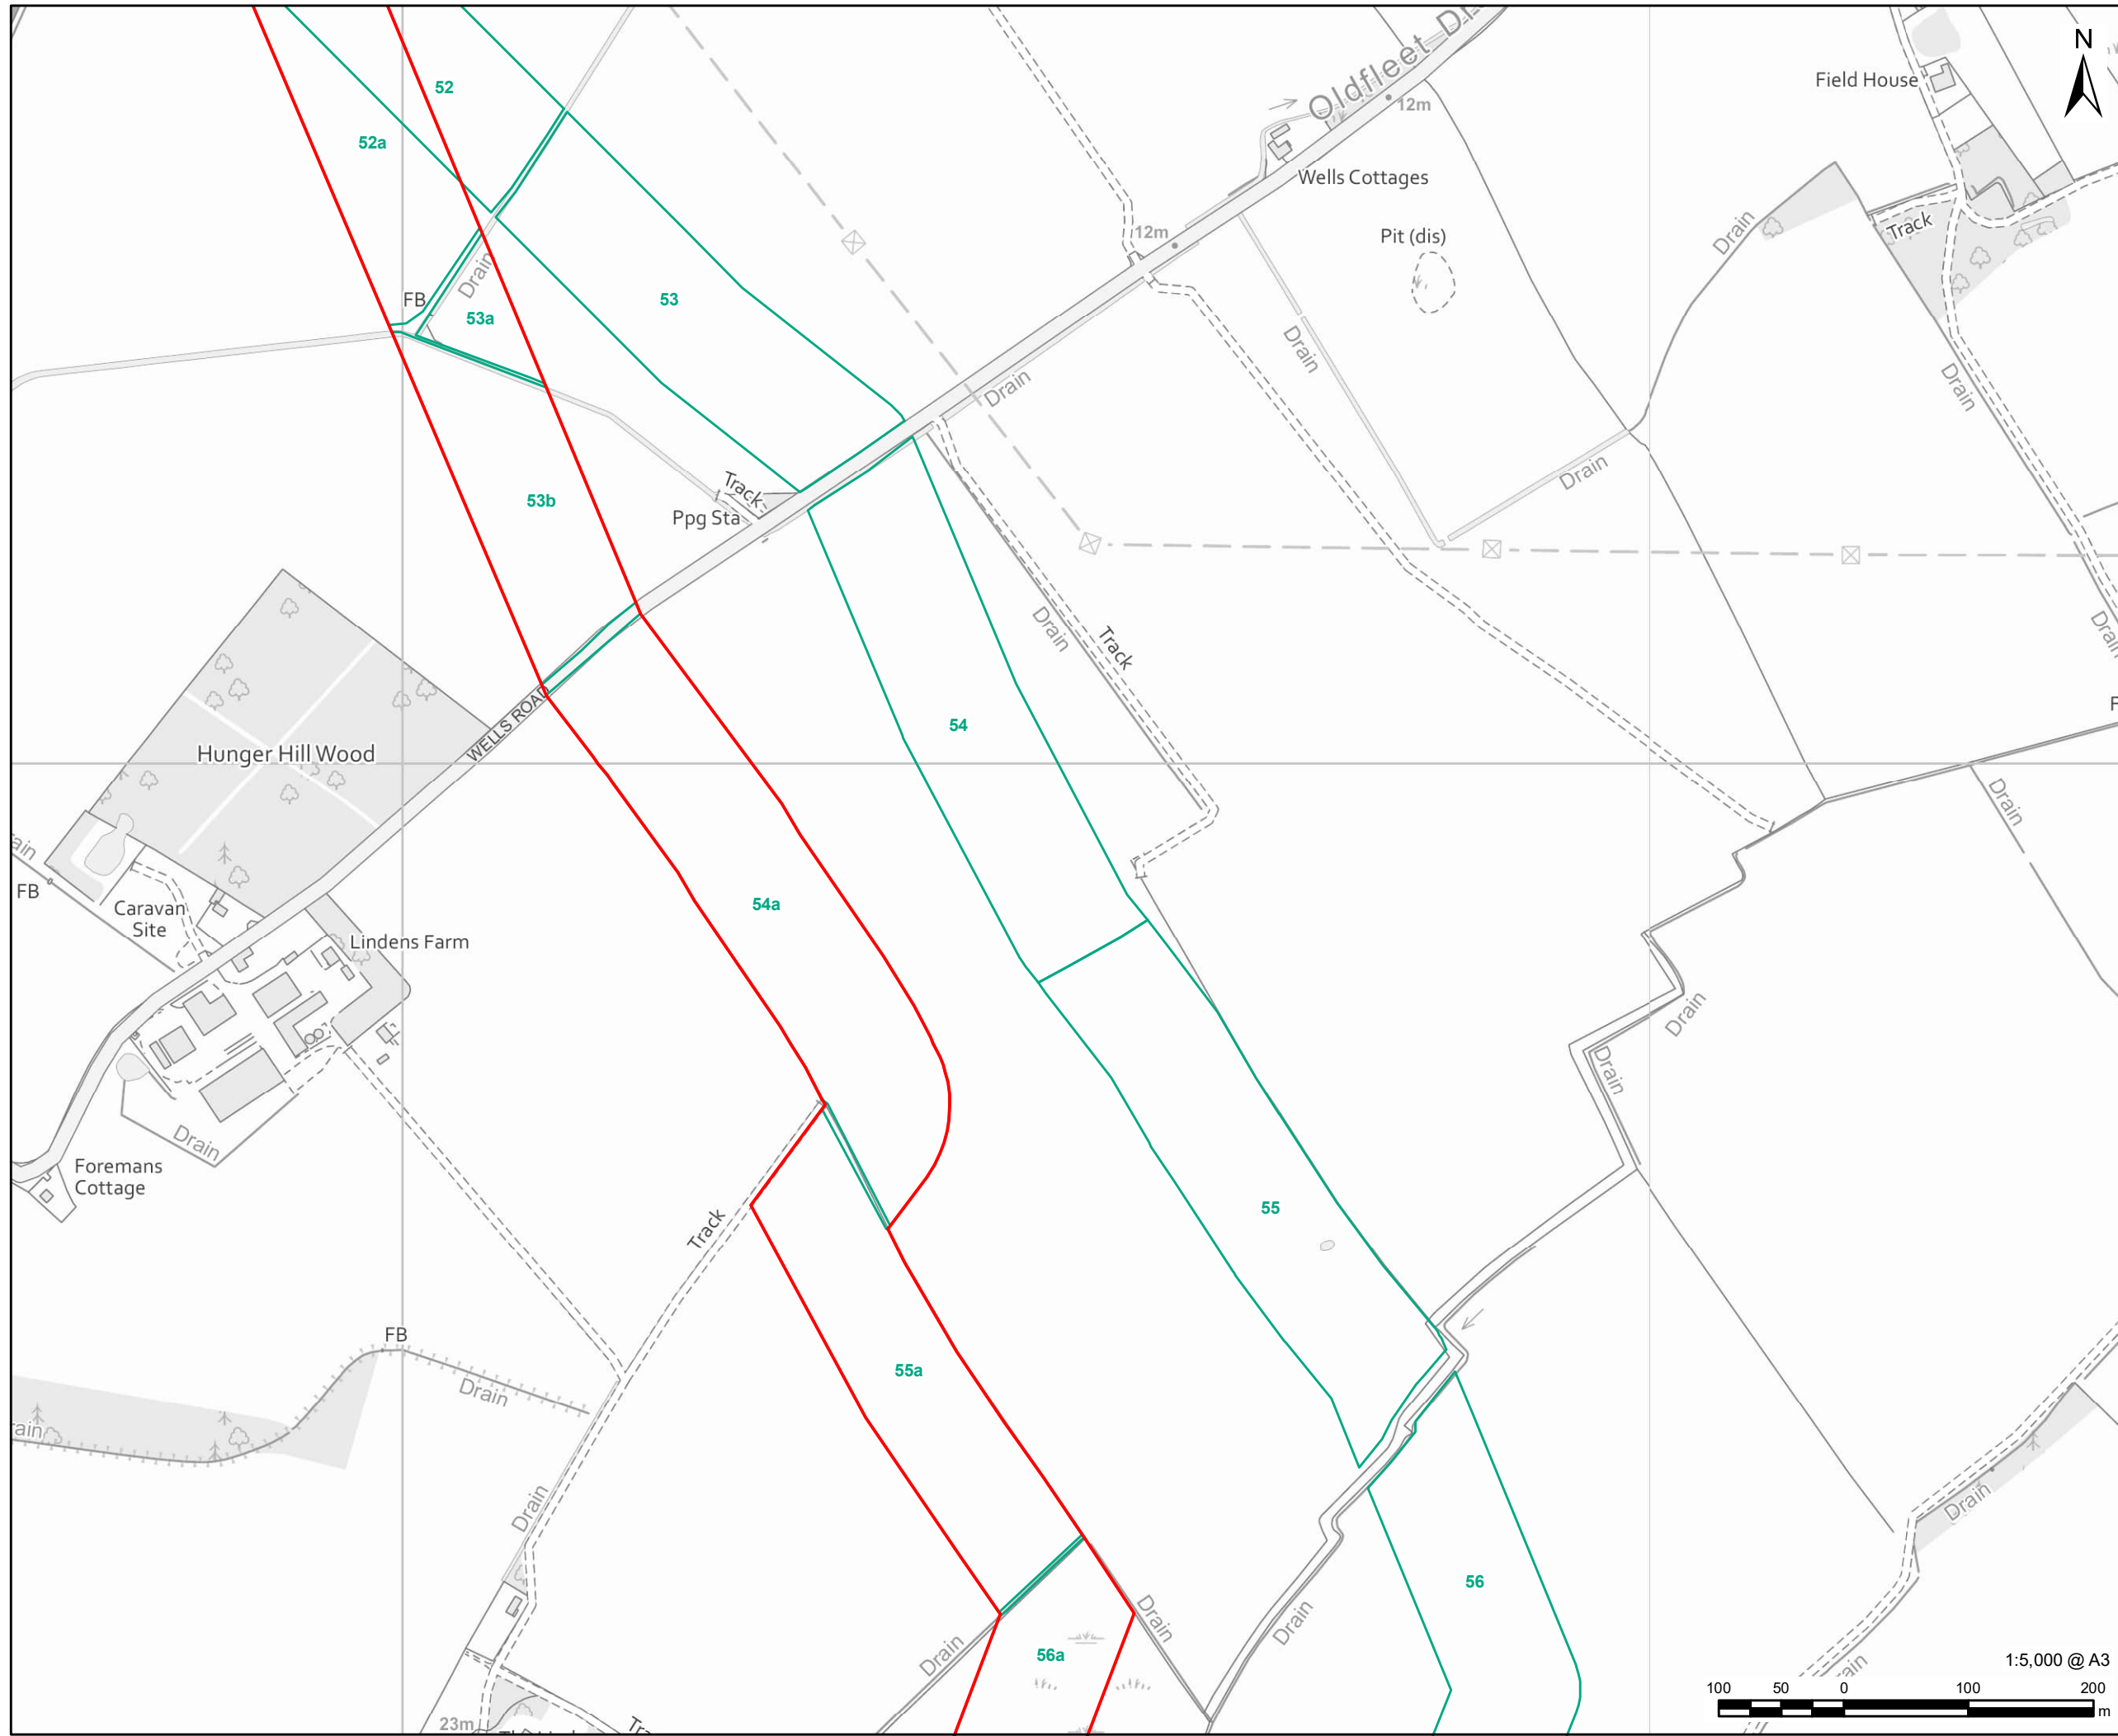 Oldfleet
N
Field House
12m
52
52a
Wells Cottages
Drain
Track
12m
Pit (dis)
Drain
FB
53
53a
Drain
Drain
Drain
Track
Drain
53b
Ppg Sta
Drain
Track
WELLS ROAD
54
Hunger Hill Wood
Drain
FB
54a
Caravan
Site
Lindens Farm
Drain
Drain
Drain
Foremans
Cottage
Track
55
FB
55a
Drain
Drain
Drain
56
Drain
Drain
Drain
56a
1:5,000 @ A3
100 50 0 100 200
m
23m